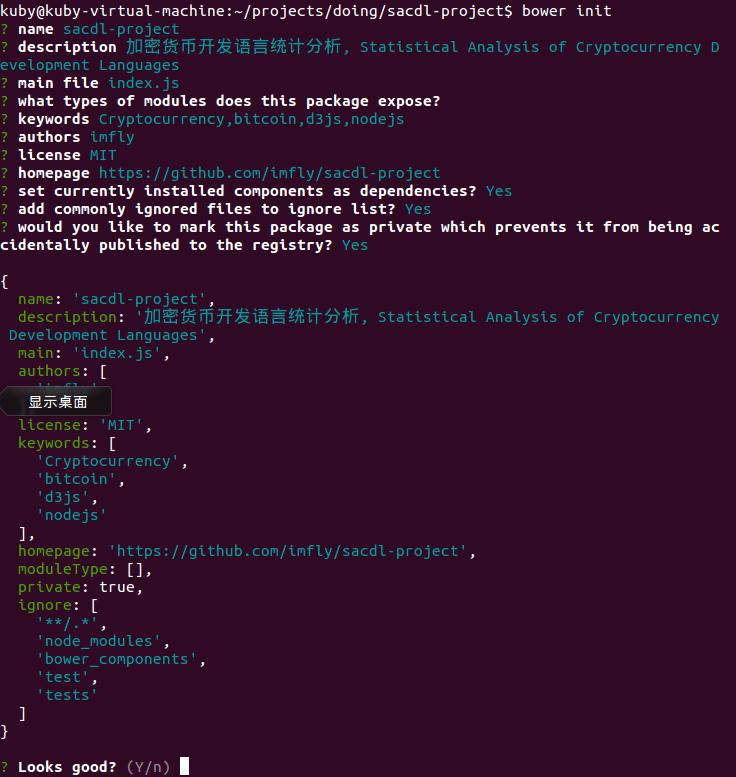 kuby@kuby-virtual-machine:~/projects/doing/sacdl-project$ bower init
? name sacdl-project
? description 加密货币开发语言统计分析, Statistical Analysis of Cryptocurrency D
evelopment Languages
? main file index.js
? what types of modules does this package expose?
? keywords Cryptocurrency,bitcoin,d3js,nodejs
? authors imfly
? license MIT
? homepage https://github.com/imfly/sacdl-project
? set currently installed components as dependencies? Yes
? add commonly ignored files to ignore list? Yes
? would you like to mark this package as private which prevents it from being ac
cidentally published to the registry? Yes
{
  name: 'sacdl-project',
  description: '加密货币开发语言统计分析, Statistical Analysis of Cryptocurrency
 Development Languages',
  main: 'index.js',
  authors: [
显示桌面
  license: 'MIT',
  keywords: [
    'Cryptocurrency',
    'bitcoin',
    'd3js',
    'nodejs'
  ],
  homepage: 'https://github.com/imfly/sacdl-project',
  moduleType: [],
  private: true,
  ignore: [
    '**/.*',
    'node_modules',
    'bower_components',
    'test',
    'tests'
  ]
}
? Looks good? (Y/n)